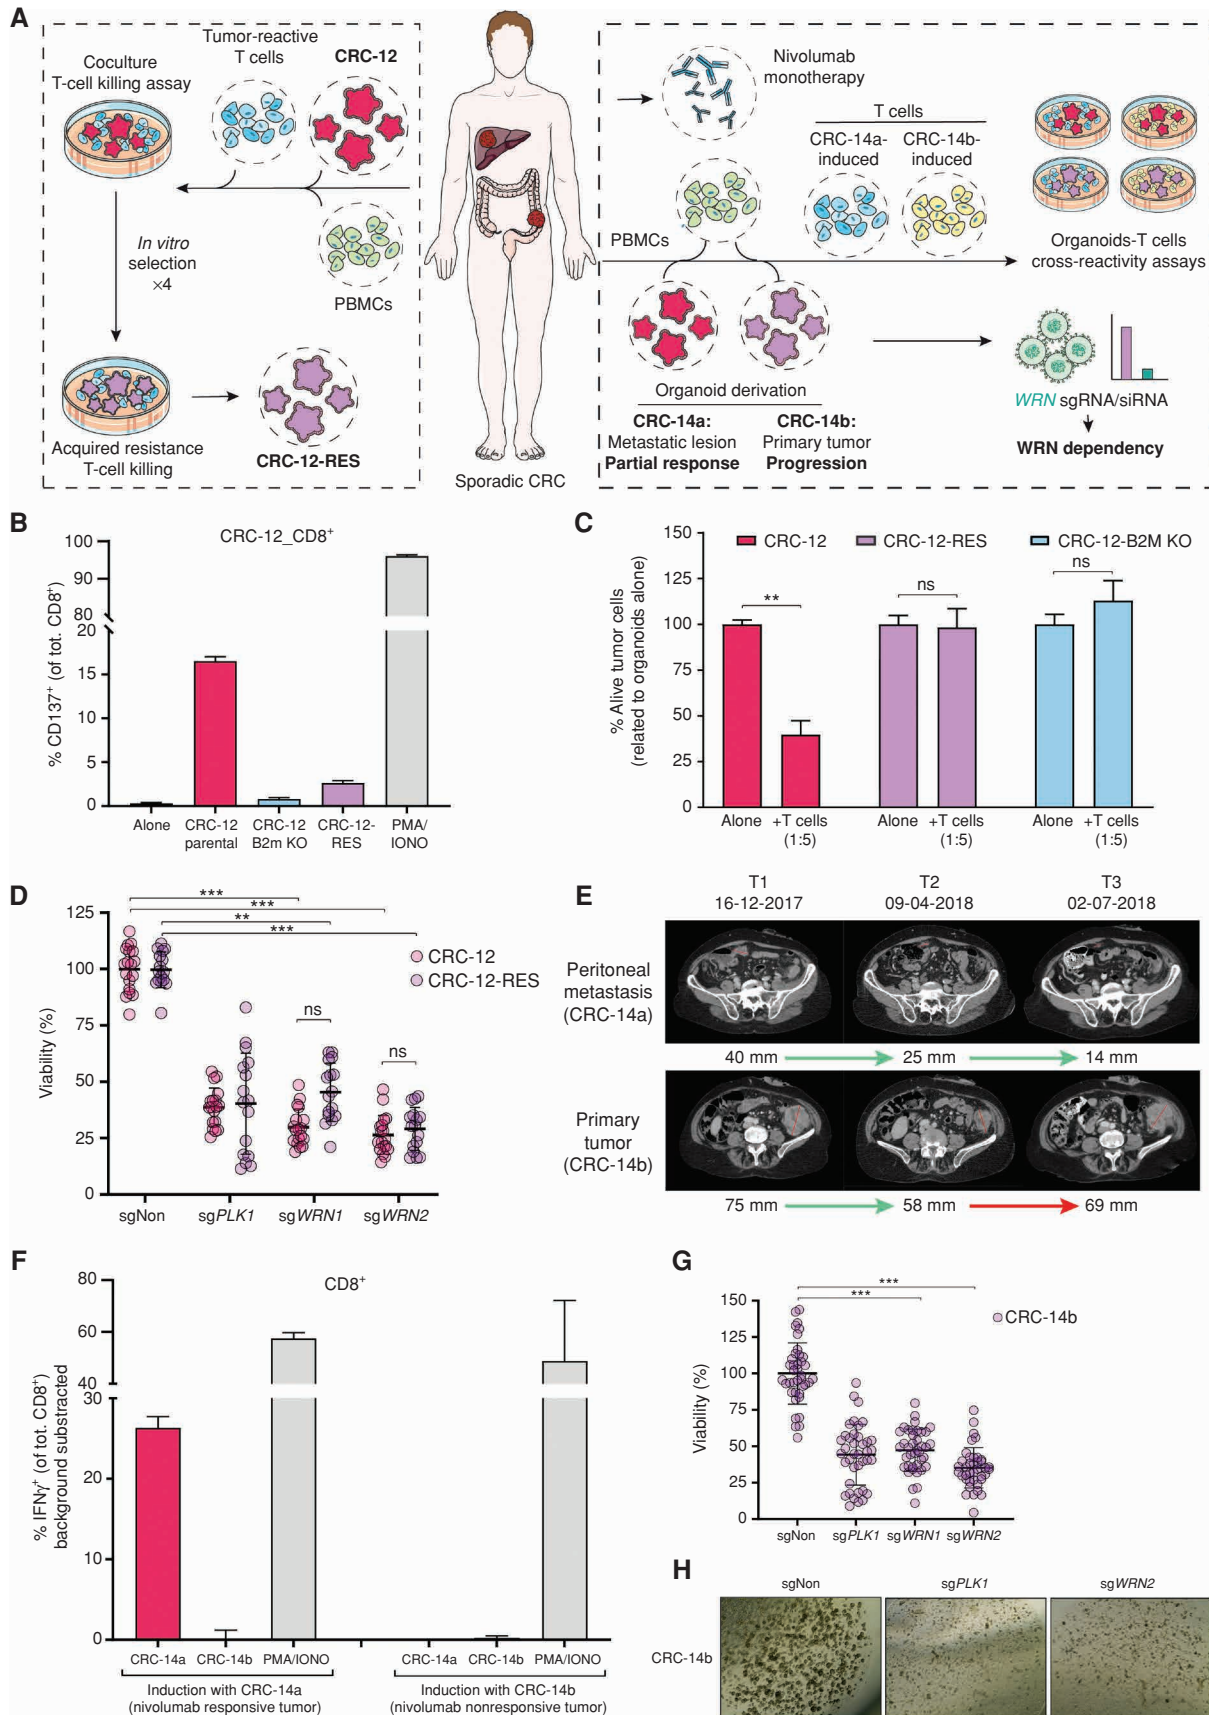 A
Coculture
T-cell killing assay
Tumor-reactive
T cells
CRC-12
In vitro
selection
×4
PBMCs
Acquired resistance
T-cell killing
CRC-12-RES
Sporadic CRC
Nivolumab
monotherapy
T cells
CRC-14a-
induced
CRC-14b-
induced
PBMCs
Organoids-T cells
cross-reactivity assays
Organoid derivation
CRC-14a:
Metastatic lesion
Partial response
CRC-14b:
Primary tumor
Progression
WRN sgRNA/siRNA
WRN dependency
B
CRC-12_CD8+
% CD137+ (of tot. CD8+)
100
90
80
20
15
10
5
0
Alone
CRC-12
parental
CRC-12
B2m KO
CRC-12-
RES
PMA/
IONO
C
% Alive tumor cells
(related to organoids alone)
150
125
100
75
50
25
0
CRC-12
CRC-12-RES
CRC-12-B2M KO
**
ns
ns
Alone
+T cells
(1:5)
Alone
+T cells
(1:5)
Alone
+T cells
(1:5)
D
Viability (%)
125
100
75
50
25
0
***
***
**
***
CRC-12
CRC-12-RES
ns
ns
sgNon
sgPLK1
sgWRN1
sgWRN2
E
T1
16-12-2017
T2
09-04-2018
T3
02-07-2018
Peritoneal
metastasis
(CRC-14a)
40 mm
25 mm
14 mm
Primary
tumor
(CRC-14b)
75 mm
58 mm
69 mm
F
CD8+
% IFNγ+ (of tot. CD8+)
background substracted
80
60
40
30
20
10
0
CRC-14a
CRC-14b
PMA/IONO
CRC-14a
CRC-14b
PMA/IONO
Induction with CRC-14a
(nivolumab responsive tumor)
Induction with CRC-14b
(nivolumab nonresponsive tumor)
G
Viability (%)
150
125
100
75
50
25
0
***
***
CRC-14b
sgNon
sgPLK1
sgWRN1
sgWRN2
H
sgNon
sgPLK1
sgWRN2
CRC-14b